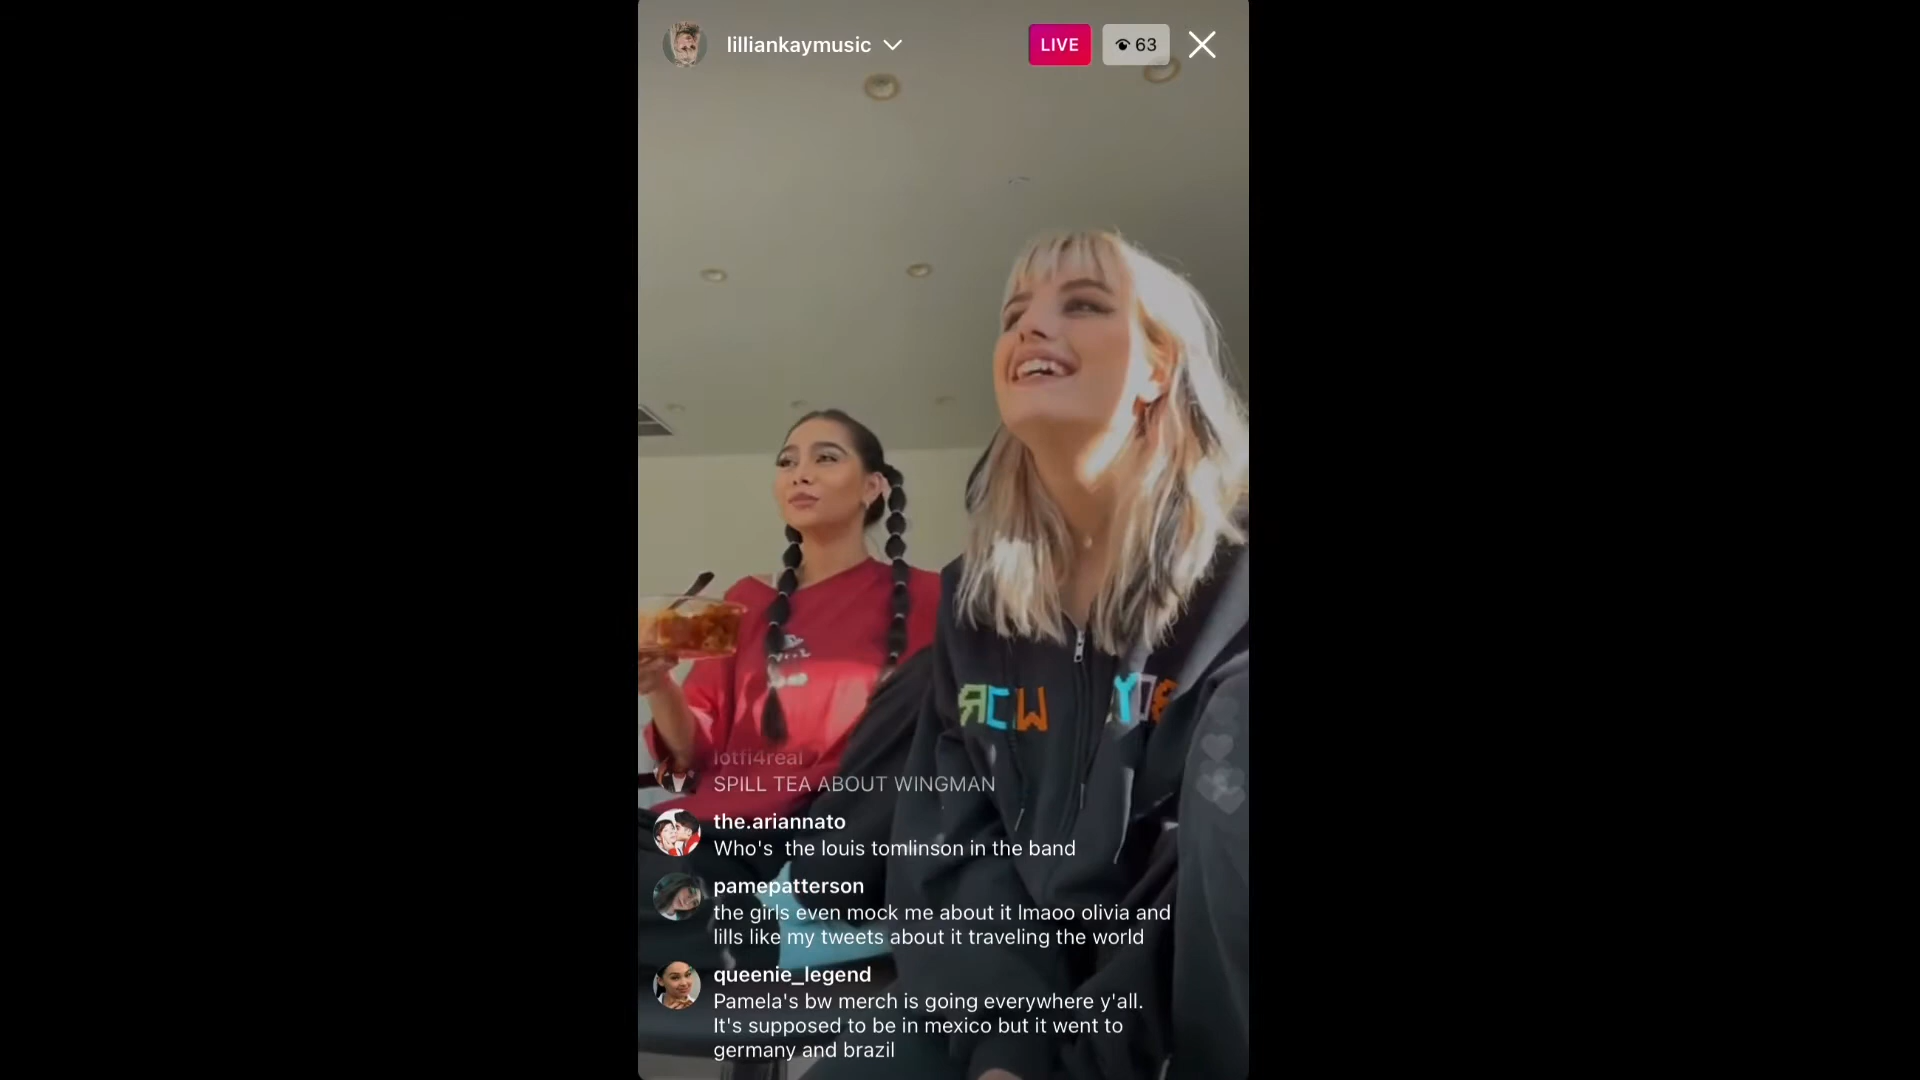 lilliankaymusic
LIVE
63
lotfi4real
SPILL TEA ABOUT WINGMAN
the.ariannato
Who's  the louis tomlinson in the band
pamepatterson
the girls even mock me about it lmaoo olivia and
lills like my tweets about it traveling the world
queenie_legend
Pamela's bw merch is going everywhere y'all.
It's supposed to be in mexico but it went to
germany and brazil